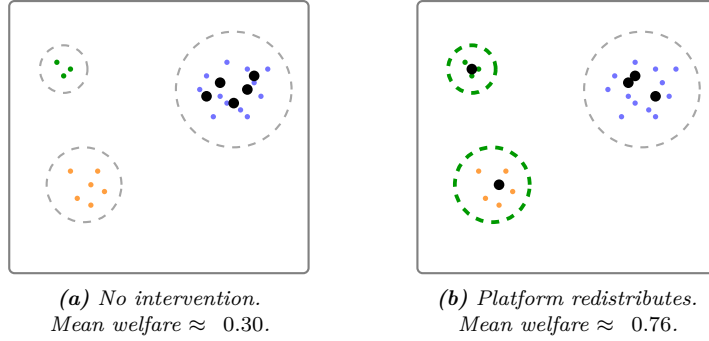 (a) No intervention.
Mean welfare ≈ 0.30.
(b) Platform redistributes.
Mean welfare ≈ 0.76.